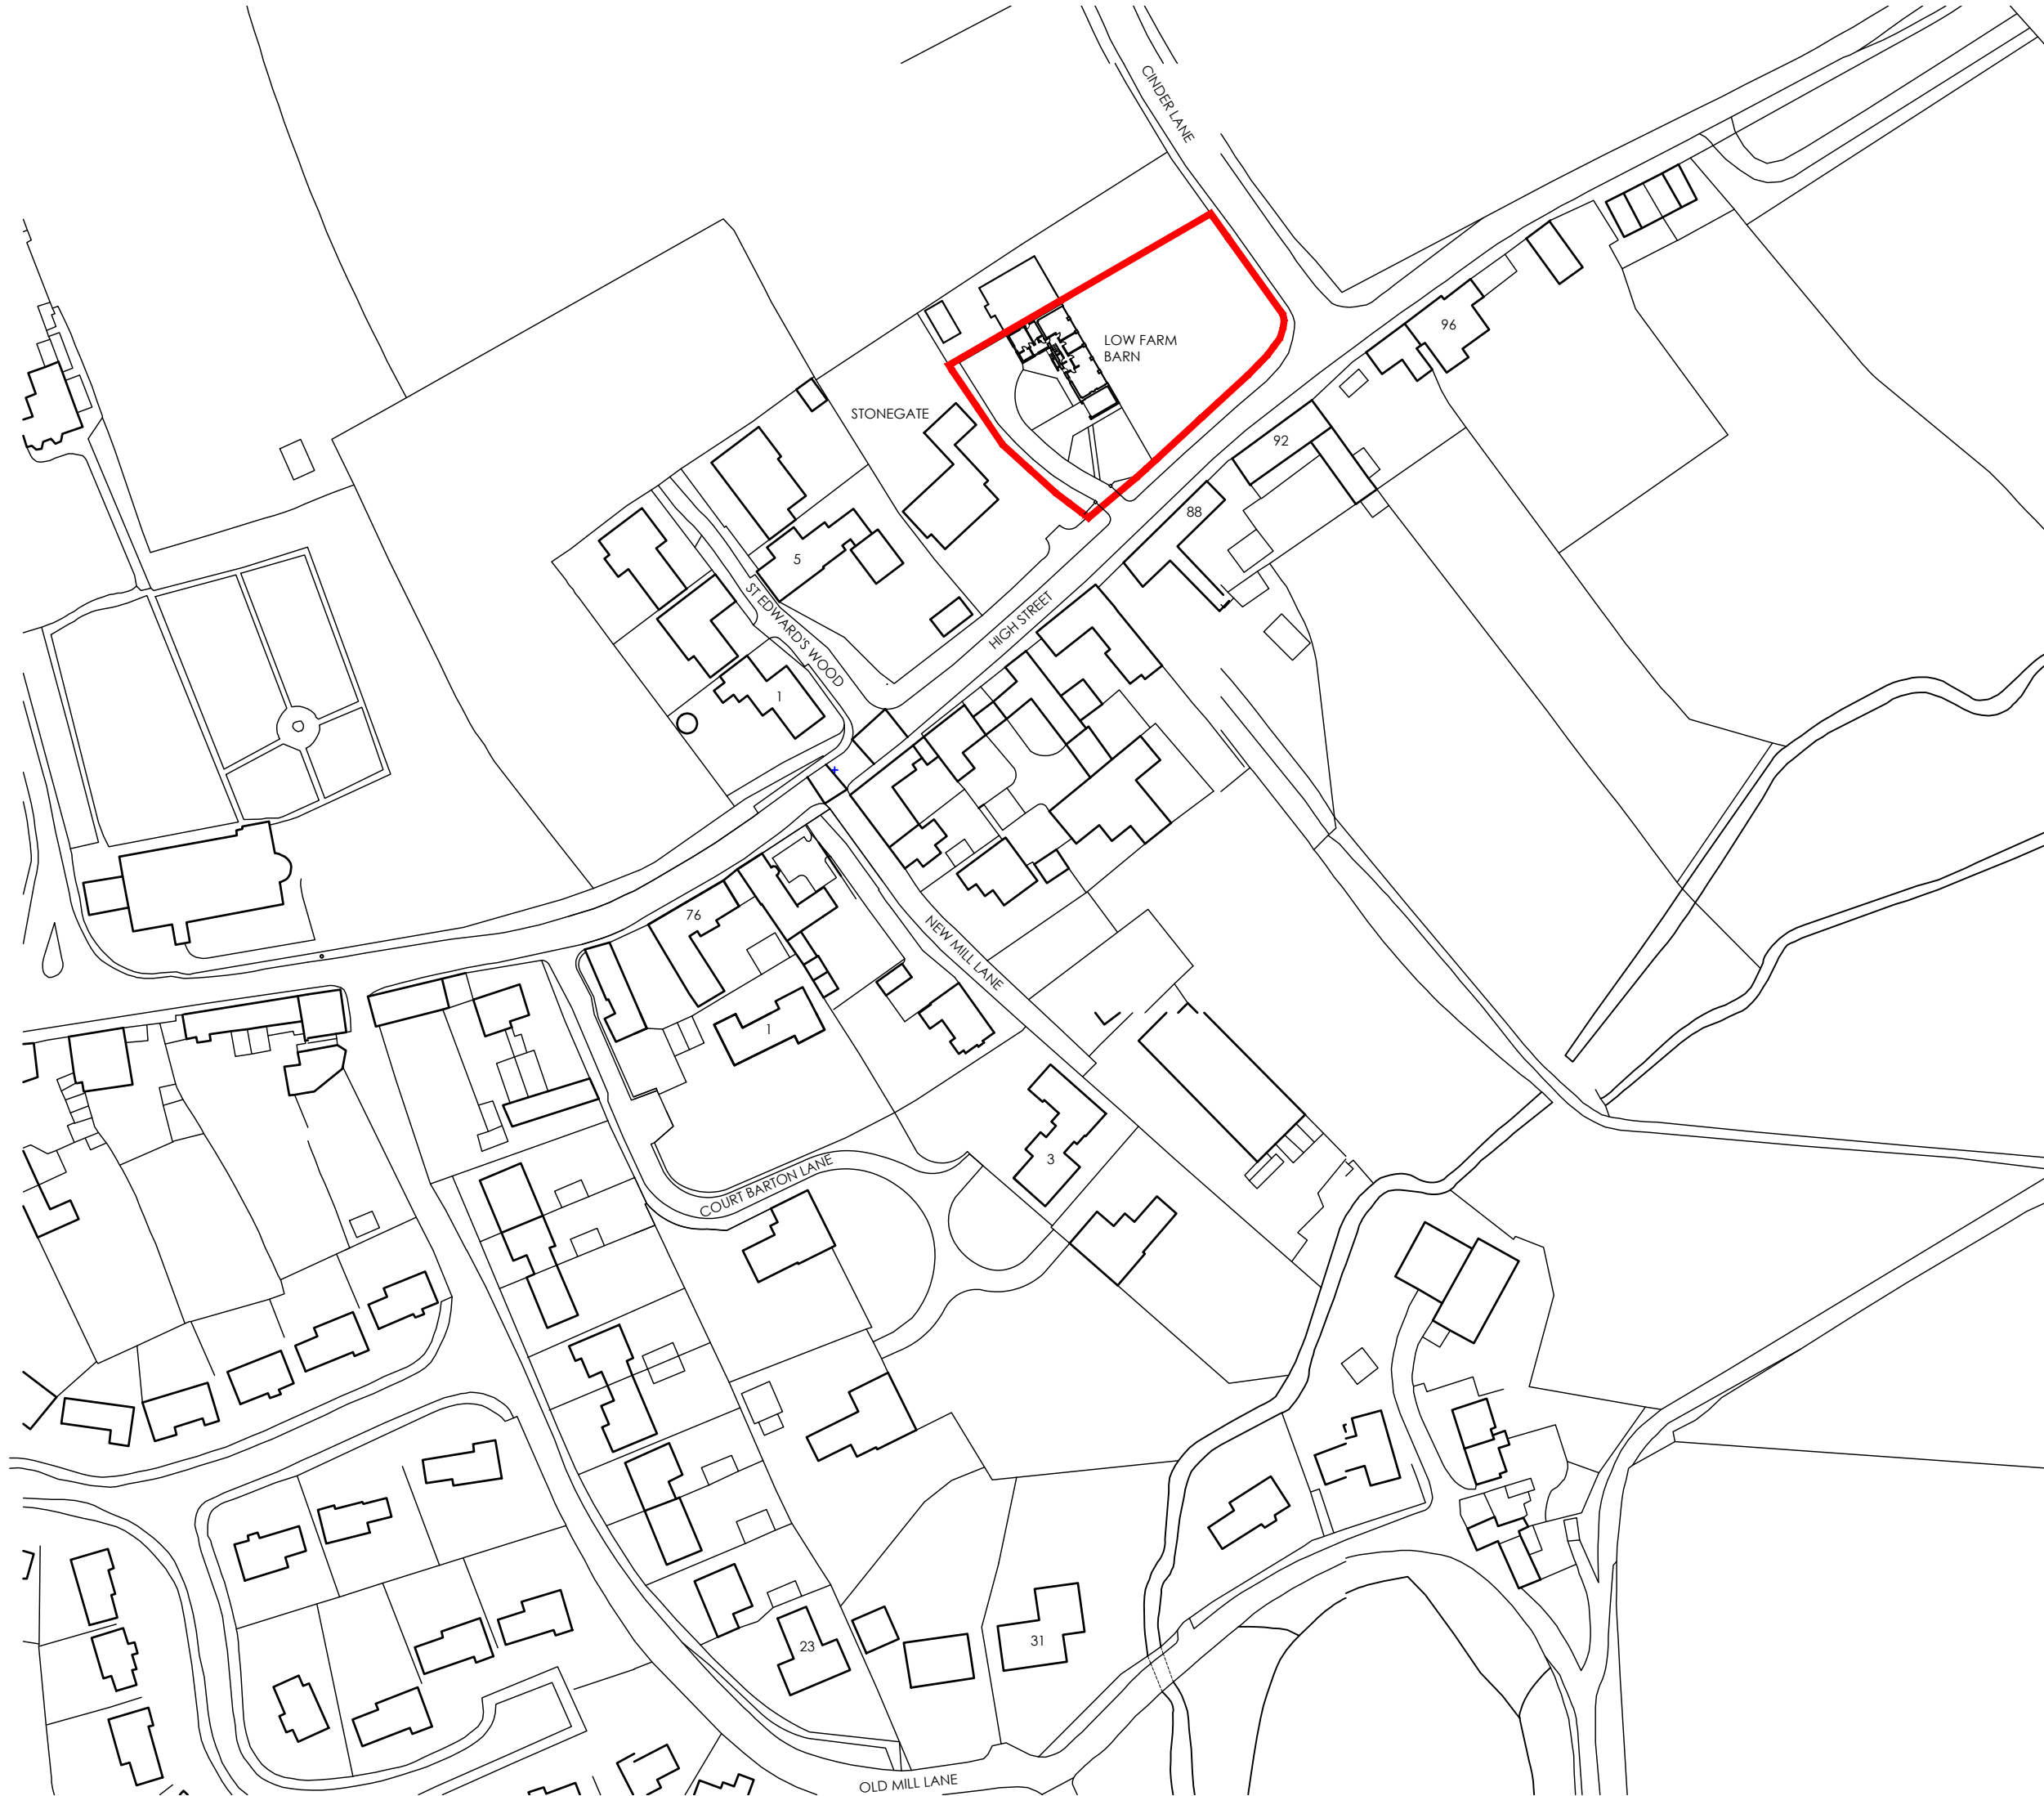 CINDER LANE
96
LOW FARM
BARN
STONEGATE
92
88
5
HIGH STREET
ST EDWARD'S WOOD
1
76
NEW MILL LANE
1
3
COURT BARTON LANE
23
31
OLD MILL LANE